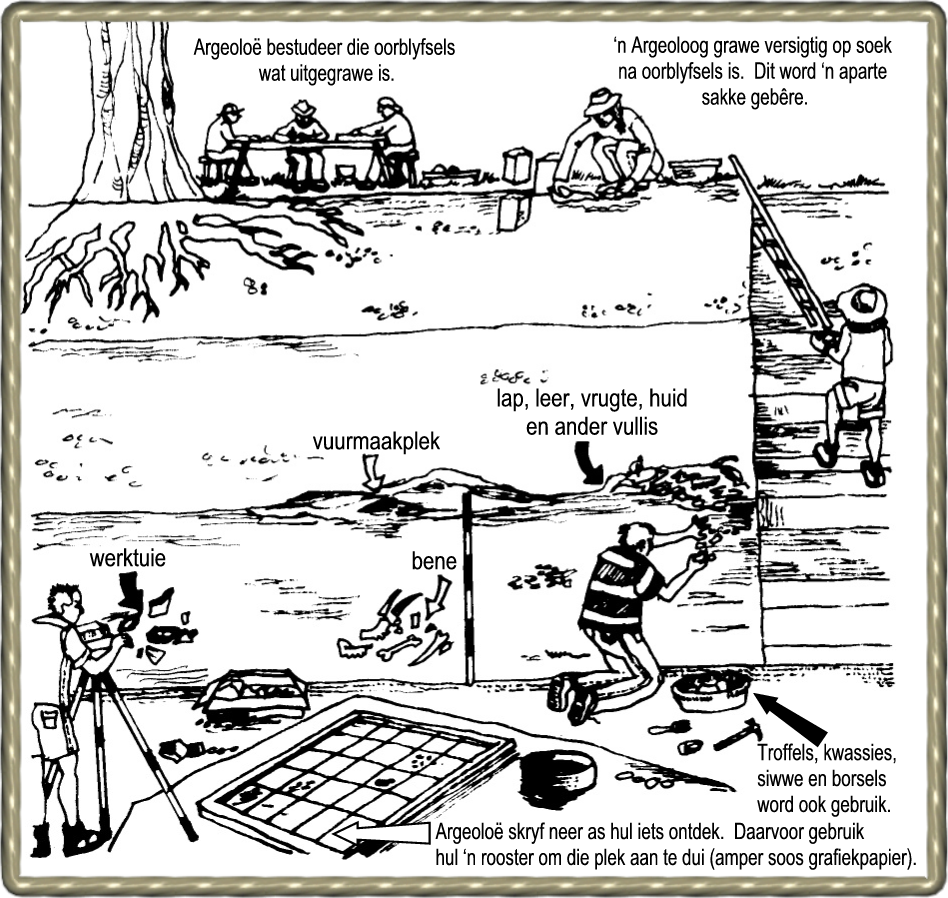 Argeoloë bestudeer die oorblyfsels
wat uitgegrawe is.
‘n Argeoloog grawe versigtig op soek
na oorblyfsels is.  Dit word ‘n aparte
sakke gebêre.
lap, leer, vrugte, huid
en ander vullis
vuurmaakplek
werktuie
bene
Troffels, kwassies,
siwwe en borsels
word ook gebruik.
Argeoloë skryf neer as hul iets ontdek.  Daarvoor gebruik
hul ‘n rooster om die plek aan te dui (amper soos grafiekpapier).